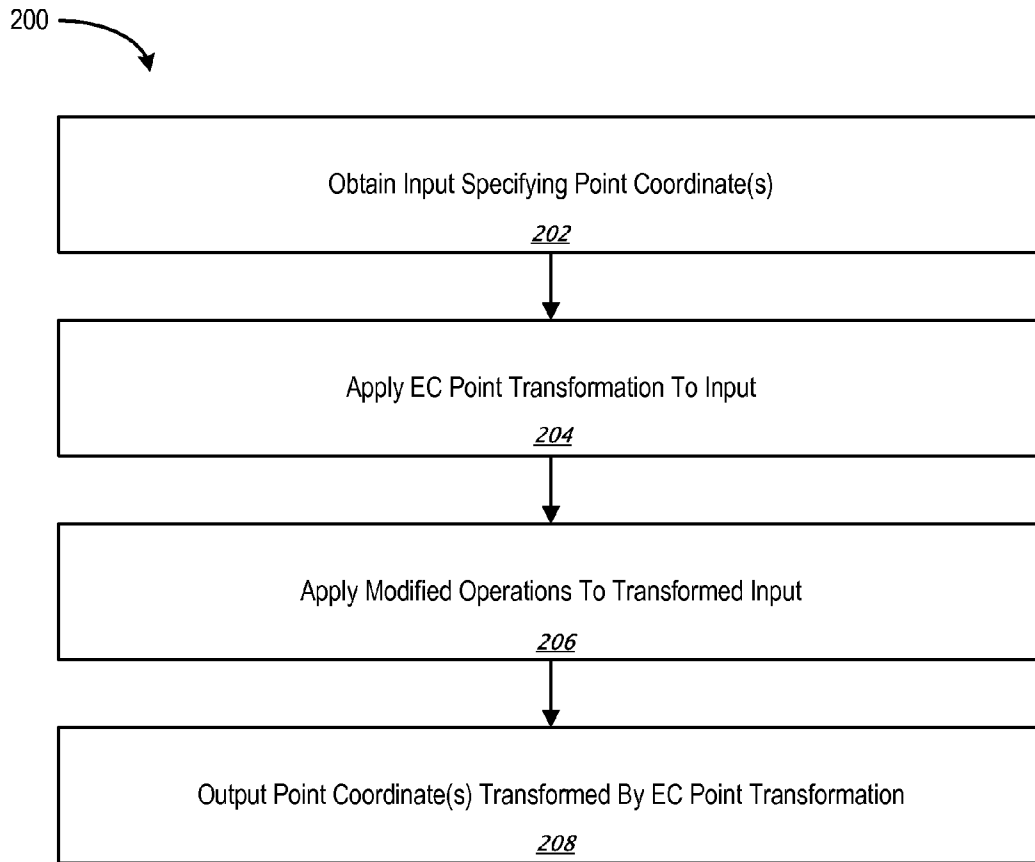 200
Obtain Input Specifying Point Coordinate(s)
202
Apply EC Point Transformation To Input
204
Apply Modified Operations To Transformed Input
206
Output Point Coordinate(s) Transformed By EC Point Transformation
208